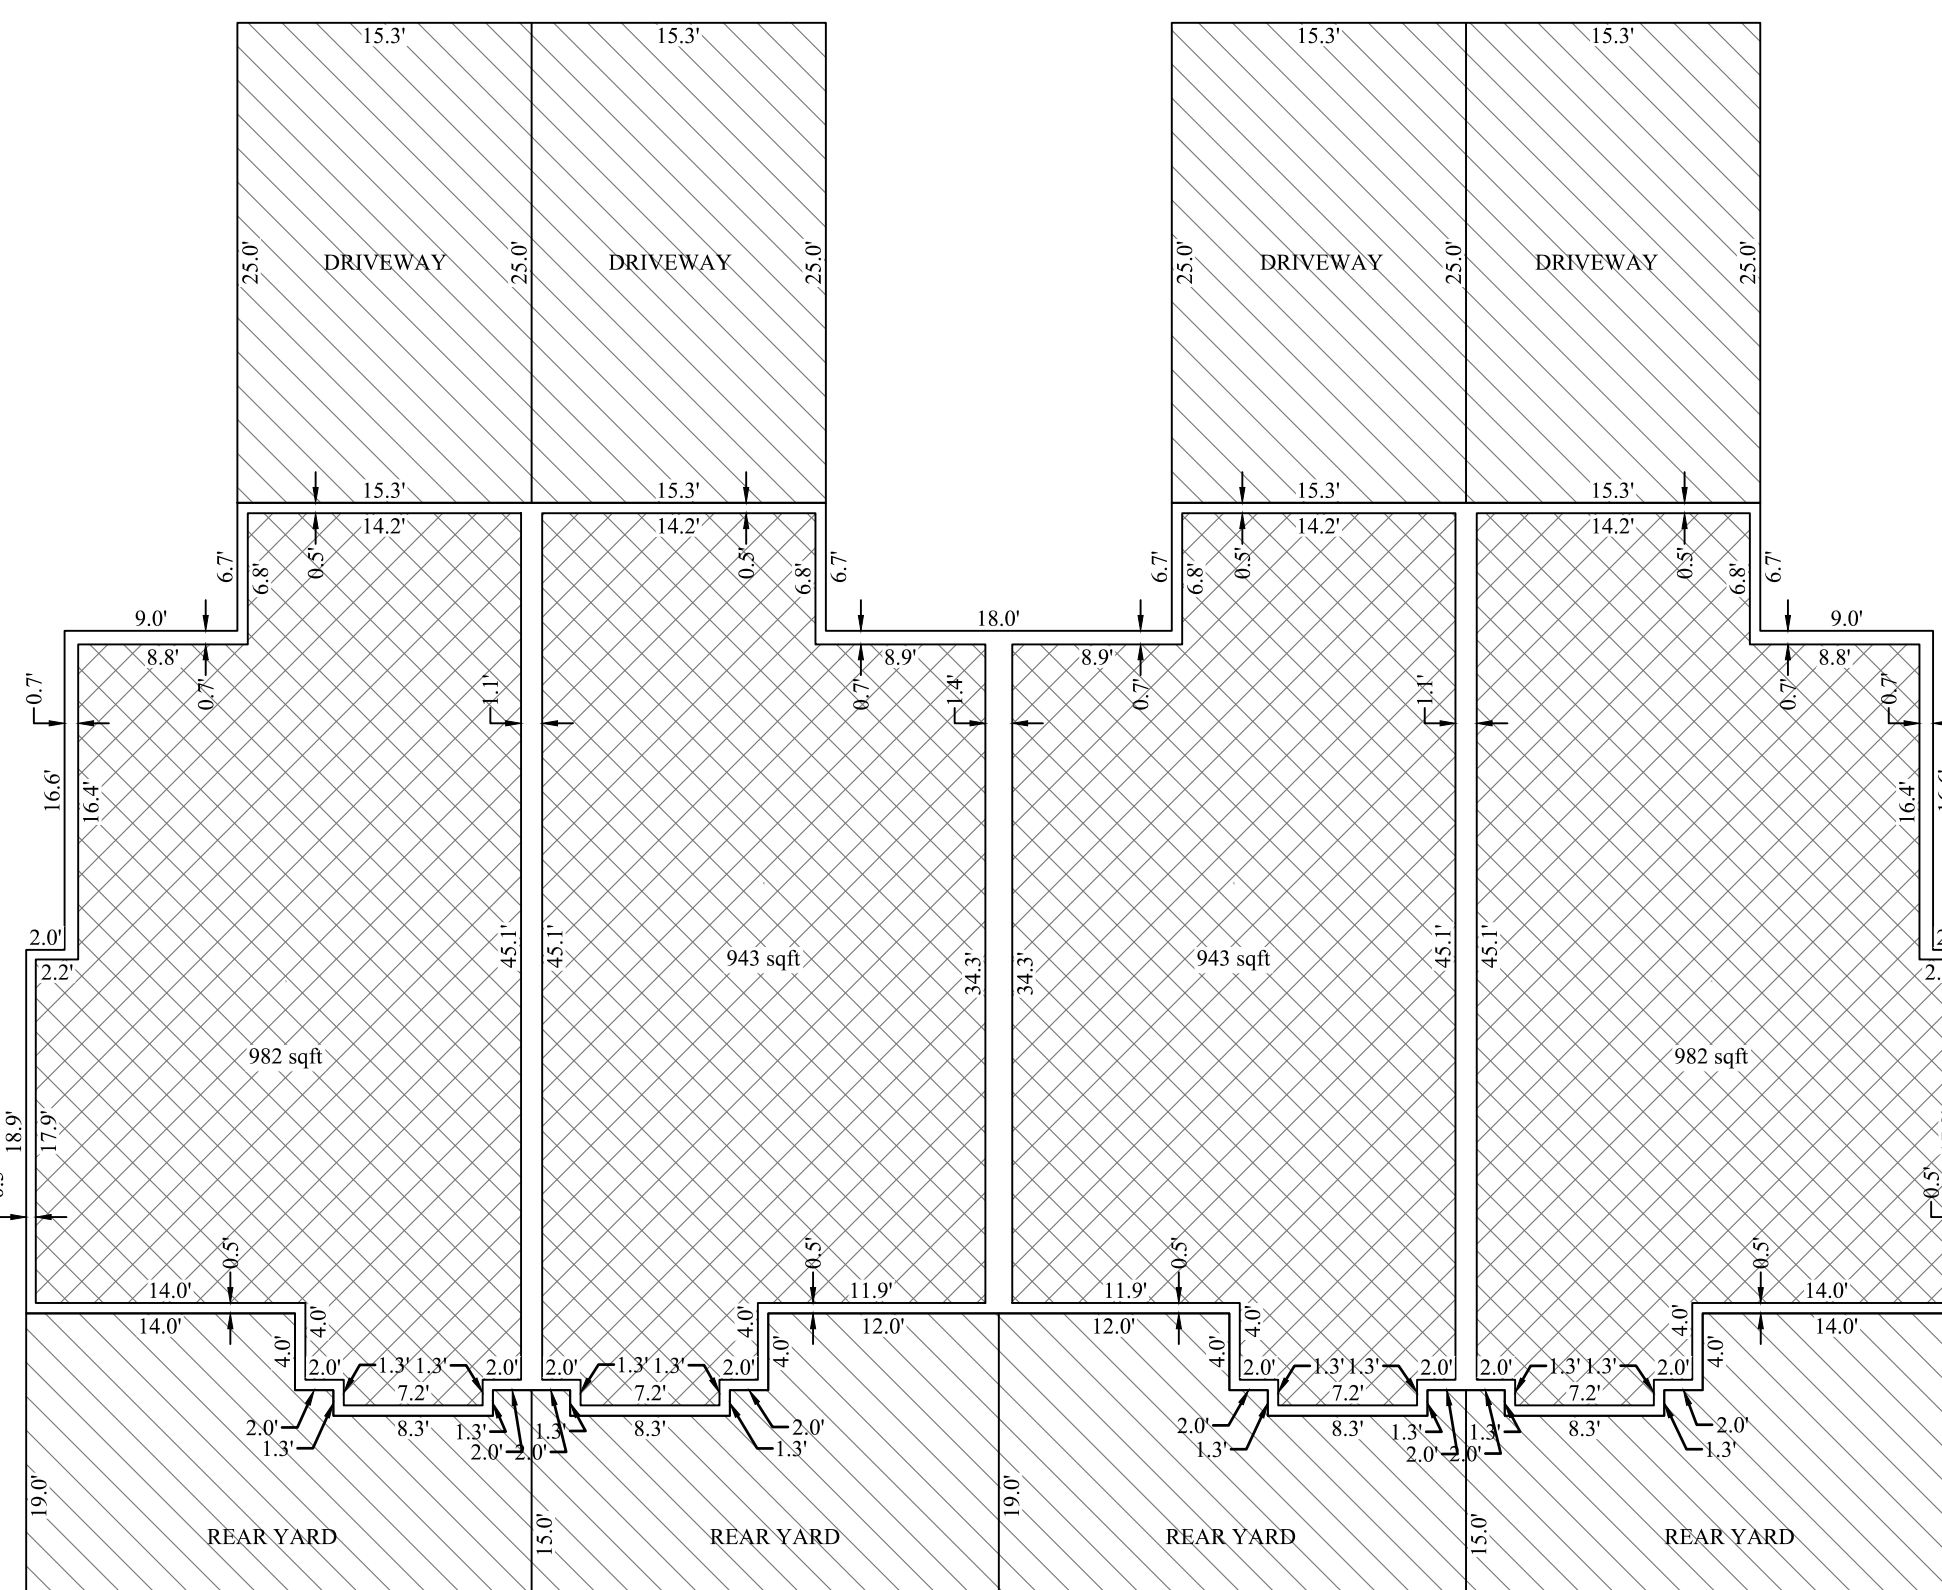 15.3' 15.3' 15.3' 15.3'
25.0' DRIVEWAY 25.0' DRIVEWAY 25.0' 25.0' DRIVEWAY 25.0' DRIVEWAY 25.0'
15.3' 15.3' 15.3' 15.3'
14.2' 14.2' 14.2' 14.2'
6.7' 6.8' 0.5' 0.5' 6.8' 6.7' 6.7' 6.8' 0.5' 0.5' 6.8' 6.7'
9.0' 18.0' 9.0'
8.8' 8.9' 8.9' 8.8'
0.7' 0.7' 1.1' 0.7' 1.4' 0.7' 1.1' 0.7' 0.7'
16.6' 16.4' 16.4'
2.0'
2.2'
45.1' 45.1' 943 sqft 34.3' 34.3' 943 sqft 45.1' 45.1'
982 sqft 982 sqft
18.9' 17.9' 0.5'
0.5' 0.5' 0.5' 0.5'
14.0' 11.9' 11.9' 14.0'
14.0' 12.0' 12.0' 14.0'
4.0' 4.0' 4.0' 4.0' 4.0' 4.0' 4.0' 4.0'
2.0' 1.3' 1.3' 2.0' 2.0' 1.3' 1.3' 2.0' 2.0' 1.3' 1.3' 2.0' 2.0' 1.3' 1.3' 2.0'
7.2' 7.2' 7.2' 7.2'
2.0' 8.3' 1.3' 1.3' 8.3' 2.0' 2.0' 8.3' 1.3' 1.3' 8.3' 2.0'
1.3' 2.0' 2.0' 1.3' 1.3' 2.0' 2.0' 1.3'
19.0' 19.0'
REAR YARD 15.0' REAR YARD REAR YARD 15.0' REAR YARD